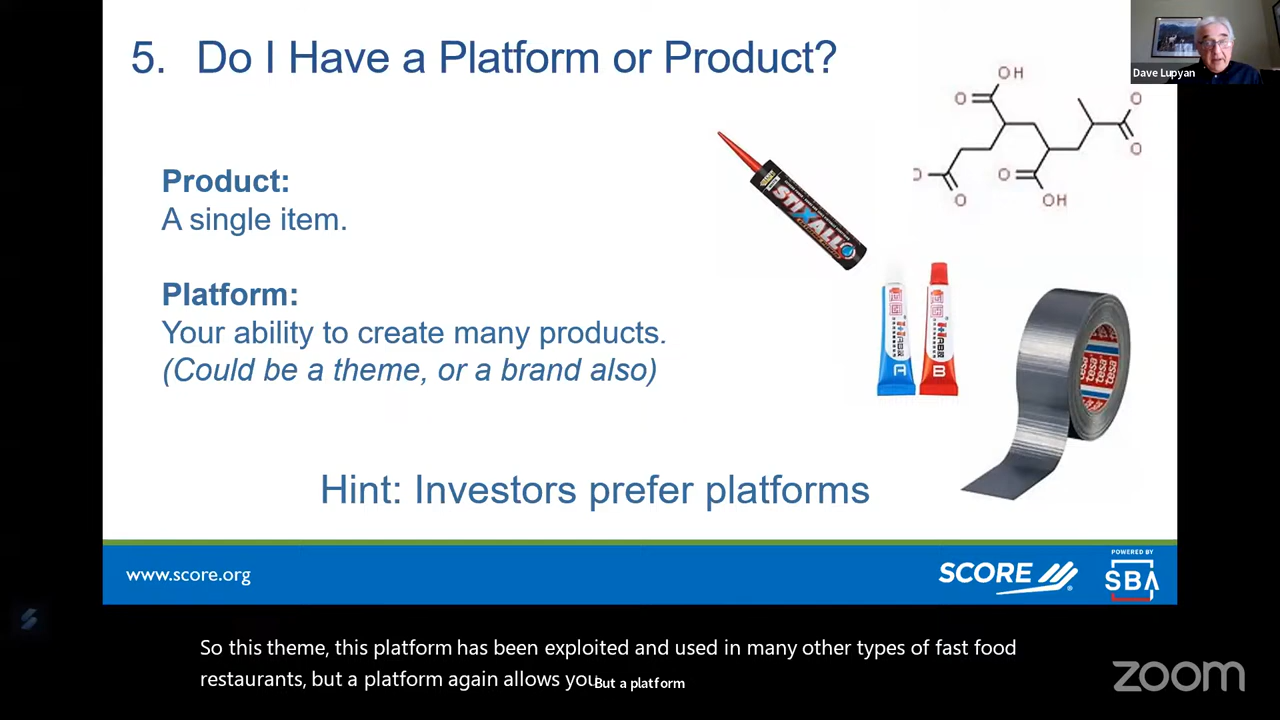 5. Do I Have a Platform or Product?
Dave Lupyan
OH
O
O
O
O
O
OH
O
Product:
A single item.
STIXALL
Platform:
Your ability to create many products.
(Could be a theme, or a brand also)
tesa
tesa
tesa
Hint: Investors prefer platforms
www.score.org
SCORE
POWERED BY
SBA
So this theme, this platform has been exploited and used in many other types of fast food
restaurants, but a platform again allows you
But a platform
zoom